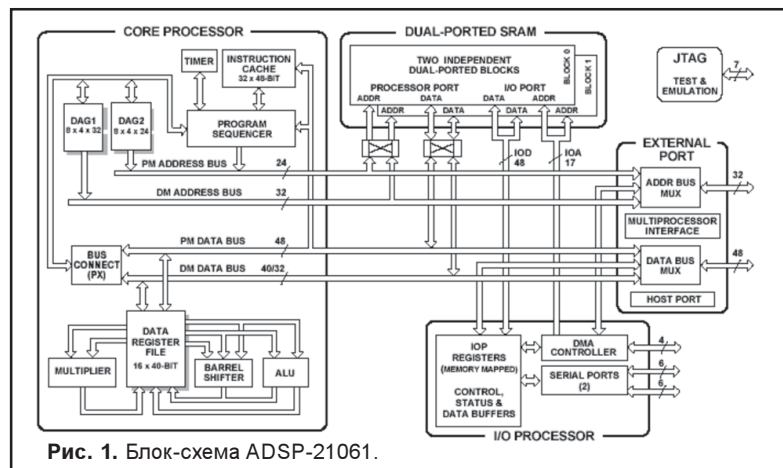 CORE PROCESSOR
TIMER
INSTRUCTION
CACHE
32 x 48-BIT
DAG1
8 x 4 x 32
DAG2
8 x 4 x 24
PROGRAM
SEQUENCER
PM ADDRESS BUS
24
DM ADDRESS BUS
32
BUS
CONNECT
(PX)
PM DATA BUS
48
DM DATA BUS
40/32
DATA
REGISTER
FILE
16 x 40-BIT
MULTIPLIER
BARREL
SHIFTER
ALU
DUAL-PORTED SRAM
TWO INDEPENDENT
DUAL-PORTED BLOCKS
BLOCK 0
BLOCK 1
PROCESSOR PORT
I/O PORT
ADDR
DATA
DATA
ADDR
ADDR
DATA
DATA
ADDR
IOD
48
IOA
17
JTAG
TEST &
EMULATION
7
EXTERNAL
PORT
ADDR BUS
MUX
32
MULTIPROCESSOR
INTERFACE
DATA BUS
MUX
48
HOST PORT
IOP
REGISTERS
(MEMORY MAPPED)
CONTROL,
STATUS &
DATA BUFFERS
DMA
CONTROLLER
4
SERIAL PORTS
(2)
6
6
I/O PROCESSOR
Рис. 1. Блок-схема ADSP-21061.